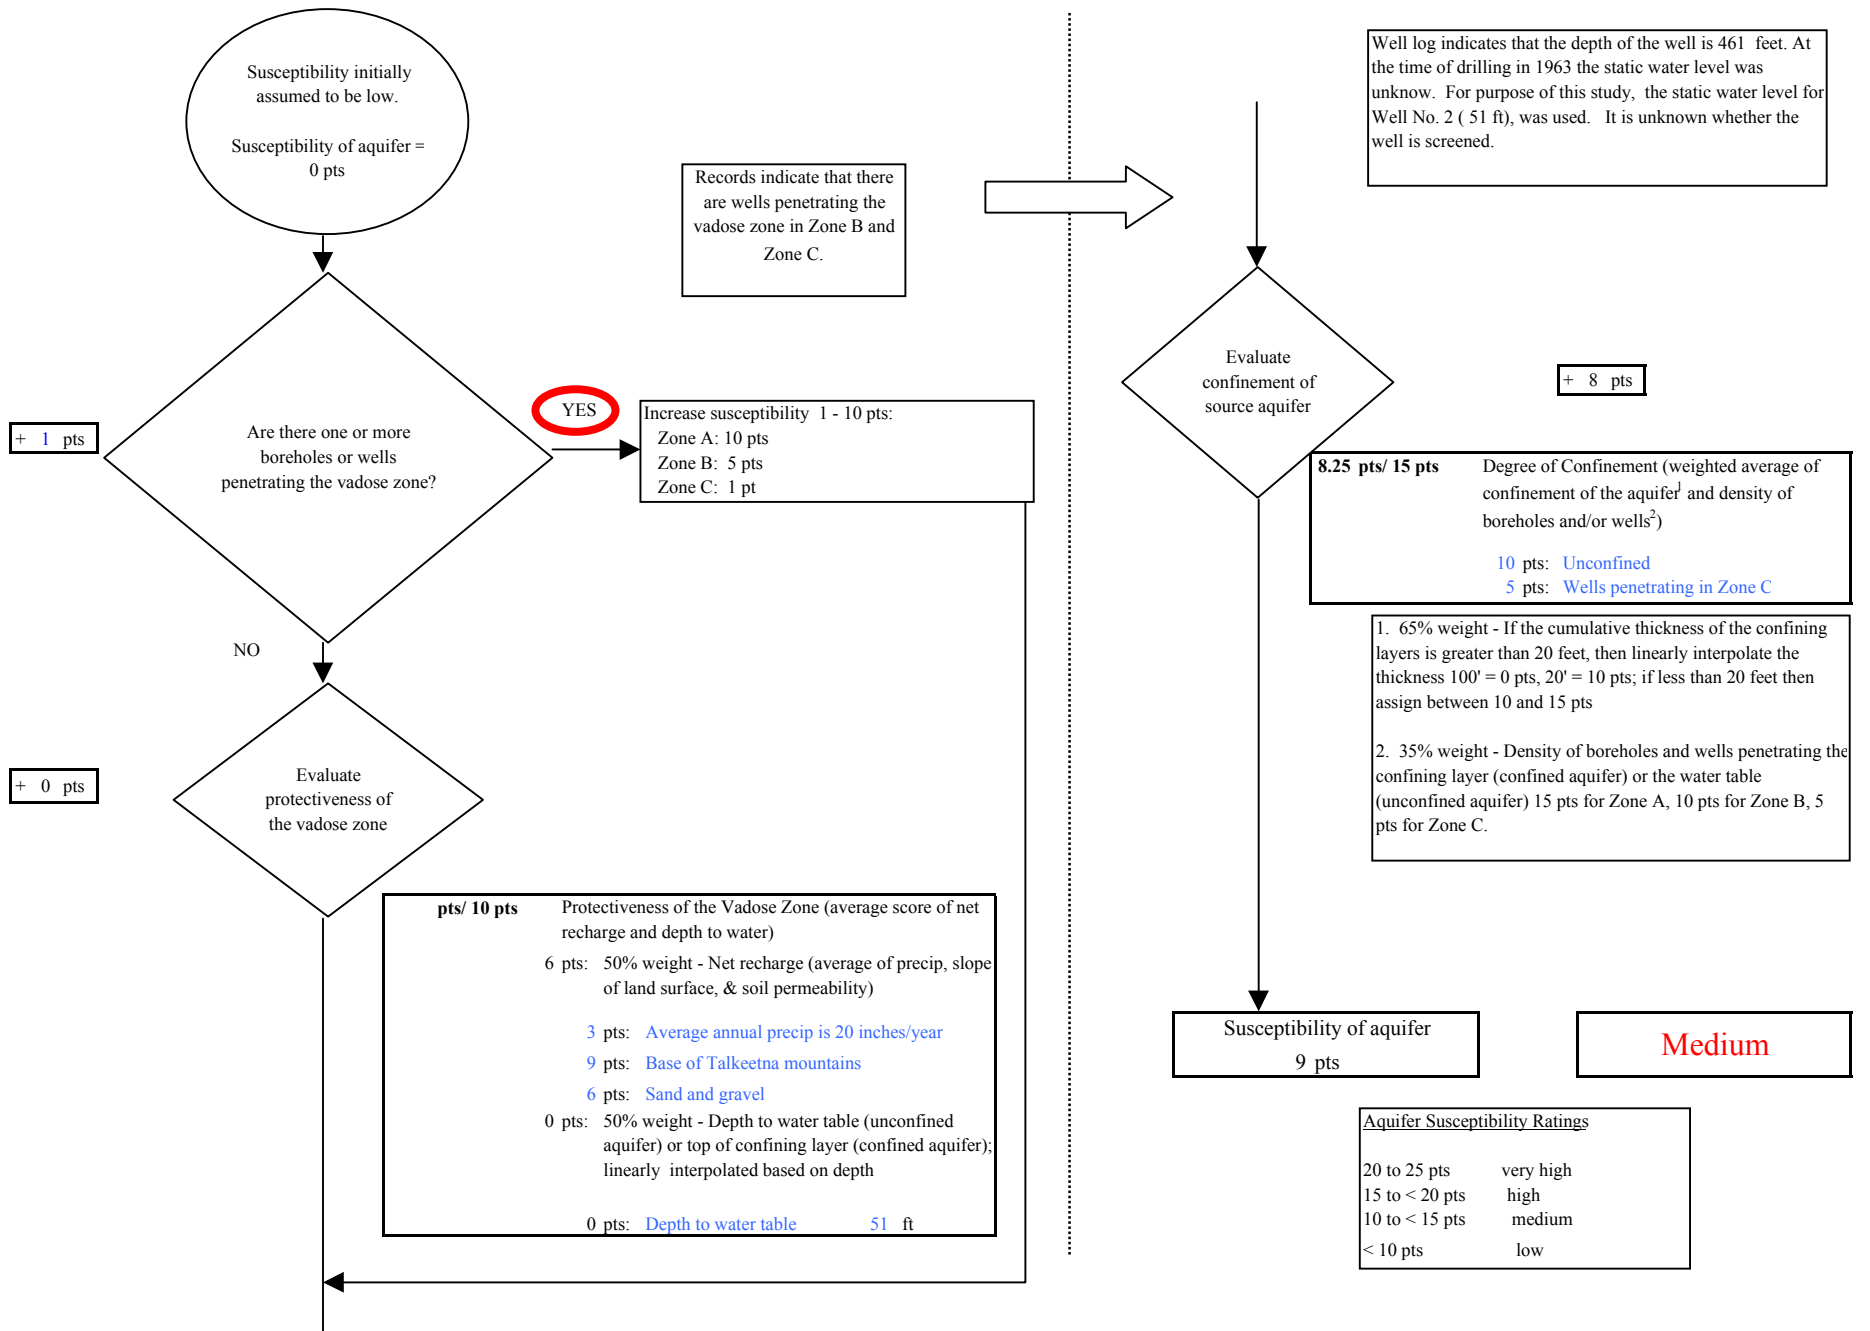 Susceptibility initially
assumed to be low.
Susceptibility of aquifer =
0 pts
Records indicate that there
are wells penetrating the
vadose zone in Zone B and
Zone C.
+ 1 pts
Are there one or more
boreholes or wells
penetrating the vadose zone?
YES
Increase susceptibility 1 - 10 pts:
Zone A: 10 pts
Zone B: 5 pts
Zone C: 1 pt
NO
+ 0 pts
Evaluate
protectiveness of
the vadose zone
pts/ 10 pts Protectiveness of the Vadose Zone (average score of net
recharge and depth to water)
6 pts: 50% weight - Net recharge (average of precip, slope
of land surface, & soil permeability)
3 pts: Average annual precip is 20 inches/year
9 pts: Base of Talkeetna mountains
6 pts: Sand and gravel
0 pts: 50% weight - Depth to water table (unconfined
aquifer) or top of confining layer (confined aquifer);
linearly interpolated based on depth
0 pts: Depth to water table 51 ft
Well log indicates that the depth of the well is 461 feet. At
the time of drilling in 1963 the static water level was
unknow. For purpose of this study, the static water level for
Well No. 2 ( 51 ft), was used. It is unknown whether the
well is screened.
Evaluate
confinement of
source aquifer
+ 8 pts
8.25 pts/ 15 pts Degree of Confinement (weighted average of
confinement of the aquifer1 and density of
boreholes and/or wells2)
10 pts: Unconfined
5 pts: Wells penetrating in Zone C
1. 65% weight - If the cumulative thickness of the confining
layers is greater than 20 feet, then linearly interpolate the
thickness 100' = 0 pts, 20' = 10 pts; if less than 20 feet then
assign between 10 and 15 pts
2. 35% weight - Density of boreholes and wells penetrating the
confining layer (confined aquifer) or the water table
(unconfined aquifer) 15 pts for Zone A, 10 pts for Zone B, 5
pts for Zone C.
Susceptibility of aquifer
9 pts
Medium
Aquifer Susceptibility Ratings
20 to 25 pts very high
15 to < 20 pts high
10 to < 15 pts medium
< 10 pts low